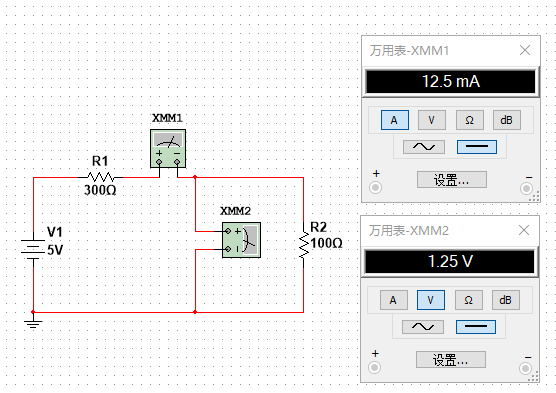 XMM1
R1
+ -
300Ω
XMM2
V1
5V
+
-
R2
100Ω
万用表-XMM1
12.5 mA
A V Ω dB
+ -
设置...
万用表-XMM2
1.25 V
A V Ω dB
+ -
设置...